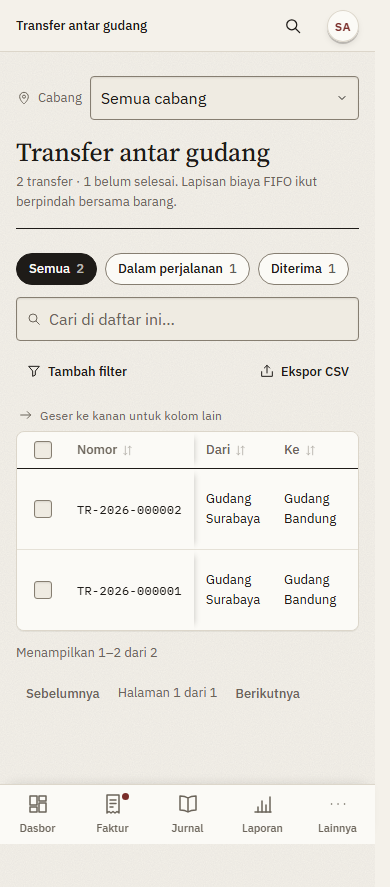 Transfer antar gudang
SA
Cabang
Semua cabang
Transfer antar gudang
2 transfer · 1 belum selesai. Lapisan biaya FIFO ikut
berpindah bersama barang.
Semua 2
Dalam perjalanan 1
Diterima 1
Cari di daftar ini...
Tambah filter
Ekspor CSV
Geser ke kanan untuk kolom lain
Nomor Dari Ke
TR-2026-000002 Gudang Surabaya Gudang Bandung
TR-2026-000001 Gudang Surabaya Gudang Bandung
Menampilkan 1–2 dari 2
Sebelumnya Halaman 1 dari 1 Berikutnya
Dasbor Faktur Jurnal Laporan Lainnya